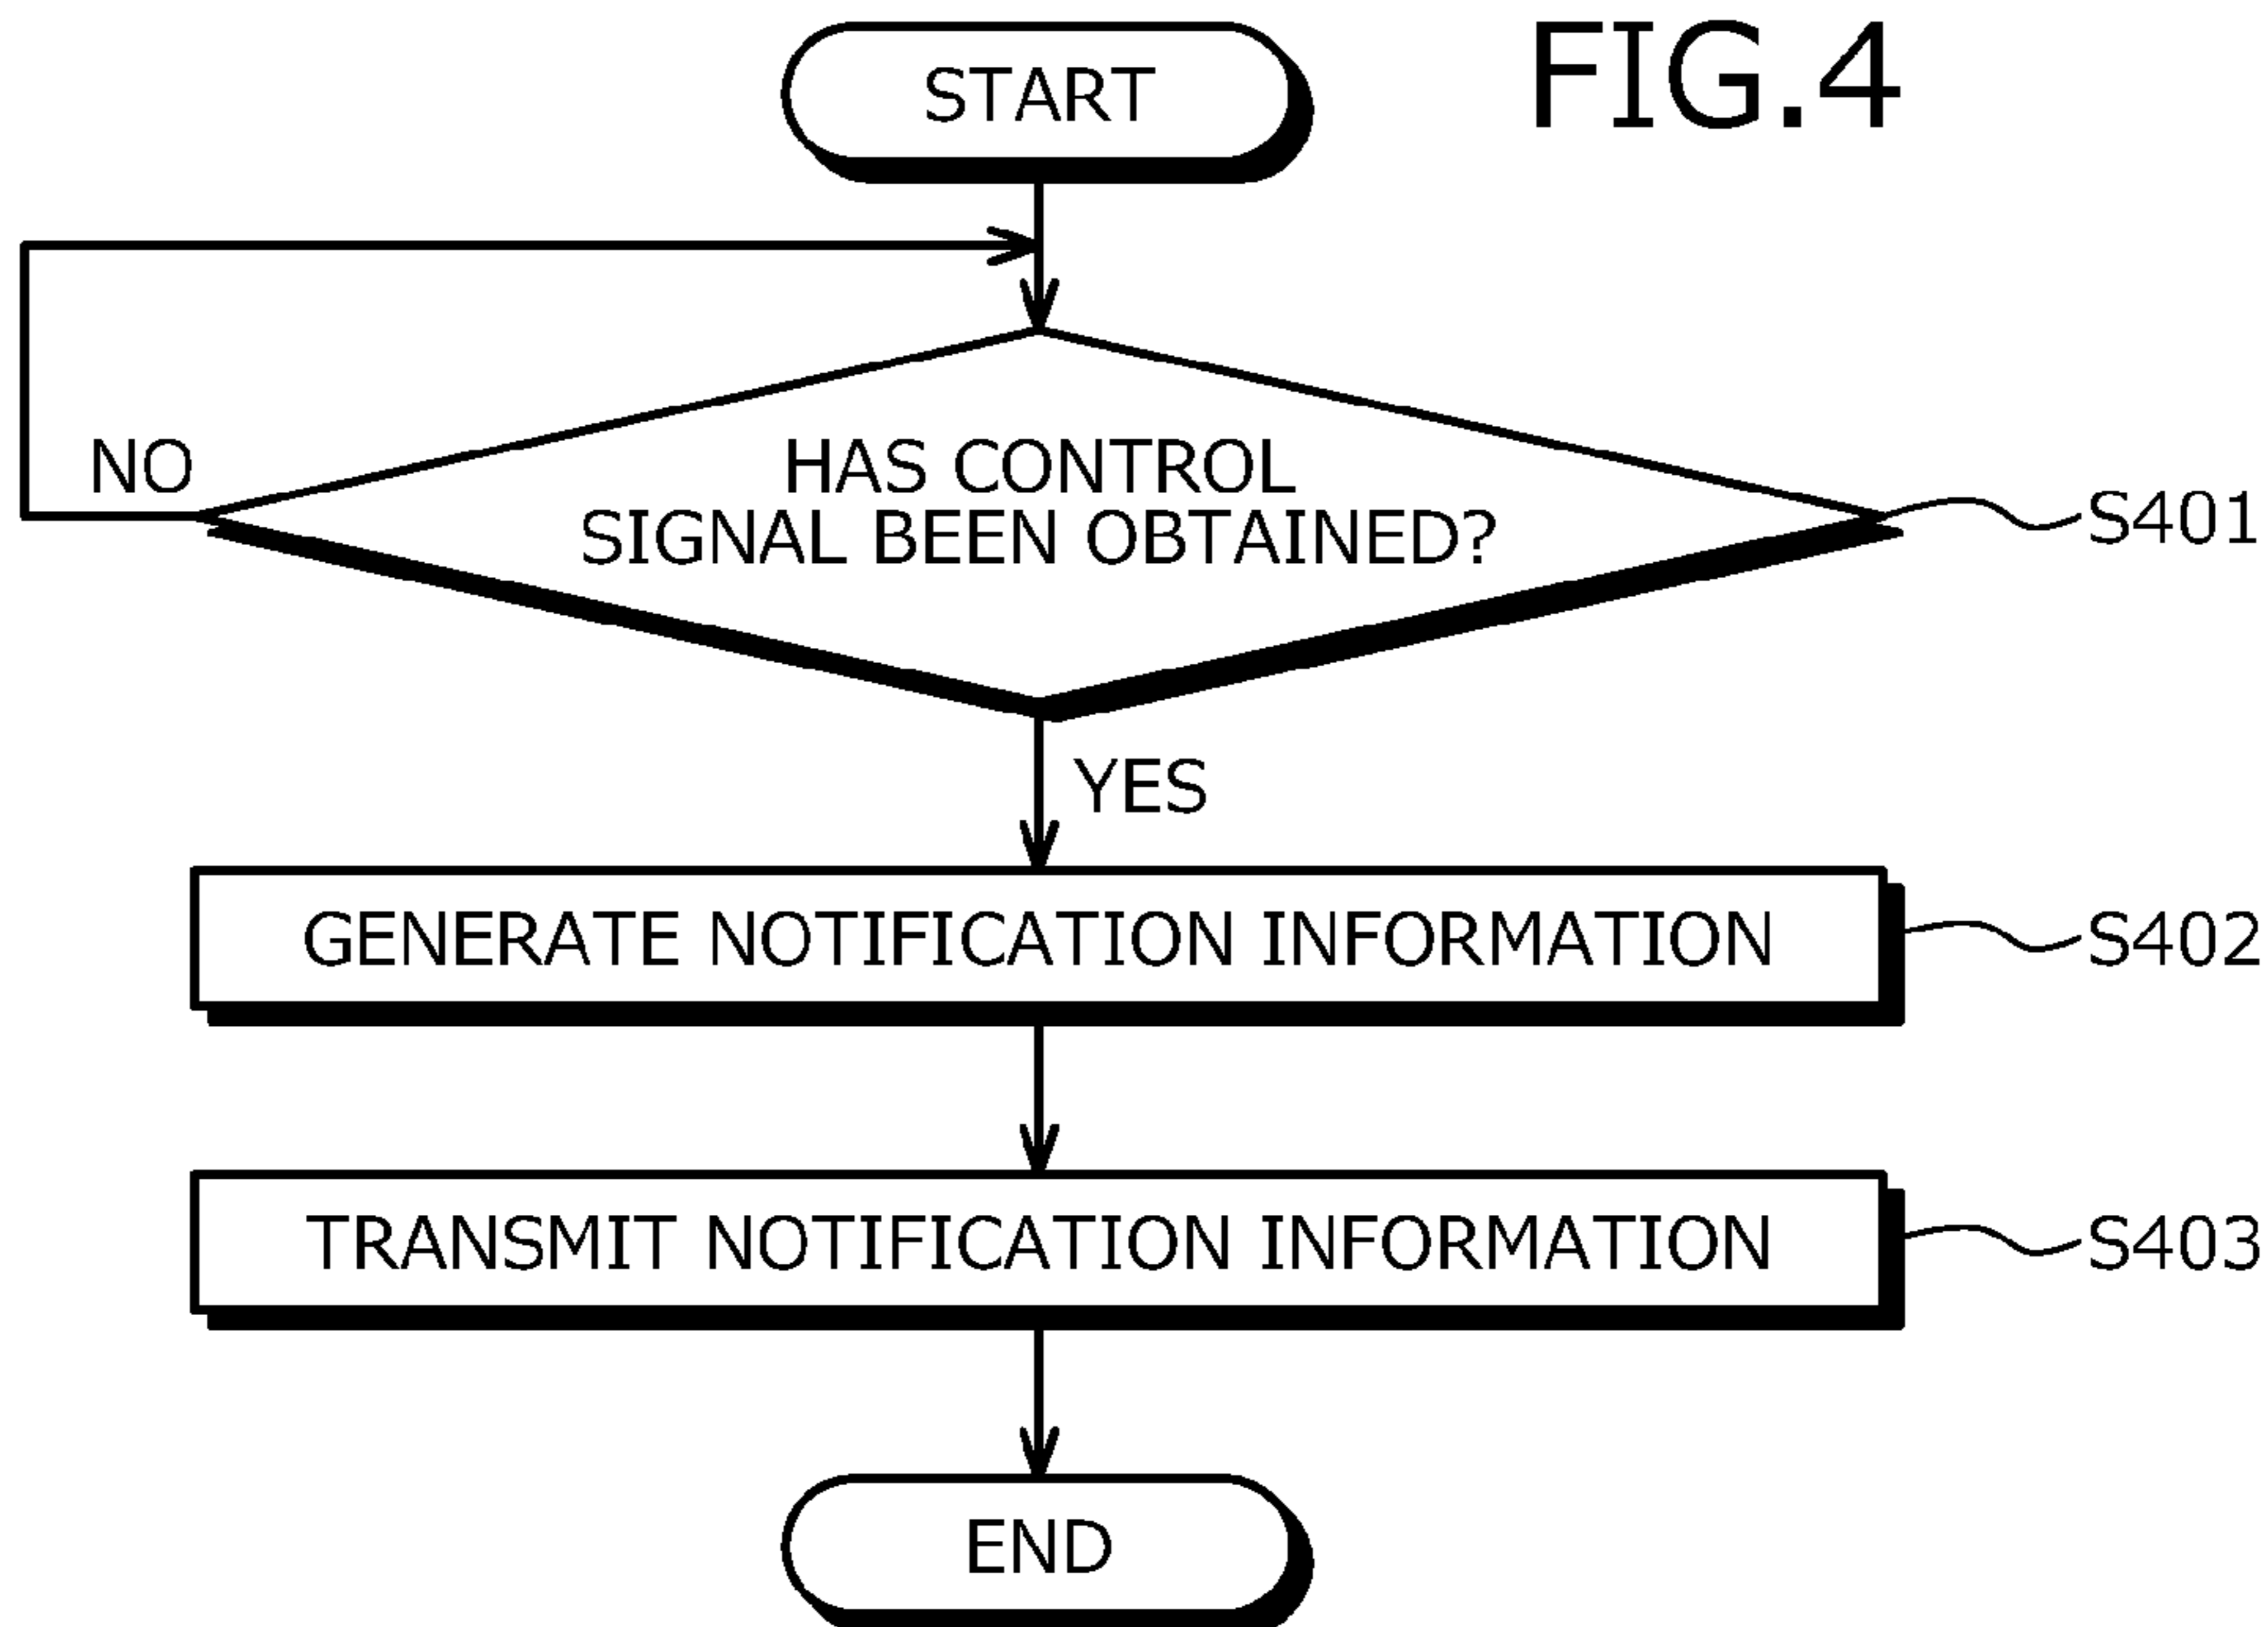 FIG.4
START
NO
HAS CONTROL
SIGNAL BEEN OBTAINED?
S401
YES
GENERATE NOTIFICATION INFORMATION
S402
TRANSMIT NOTIFICATION INFORMATION
S403
END